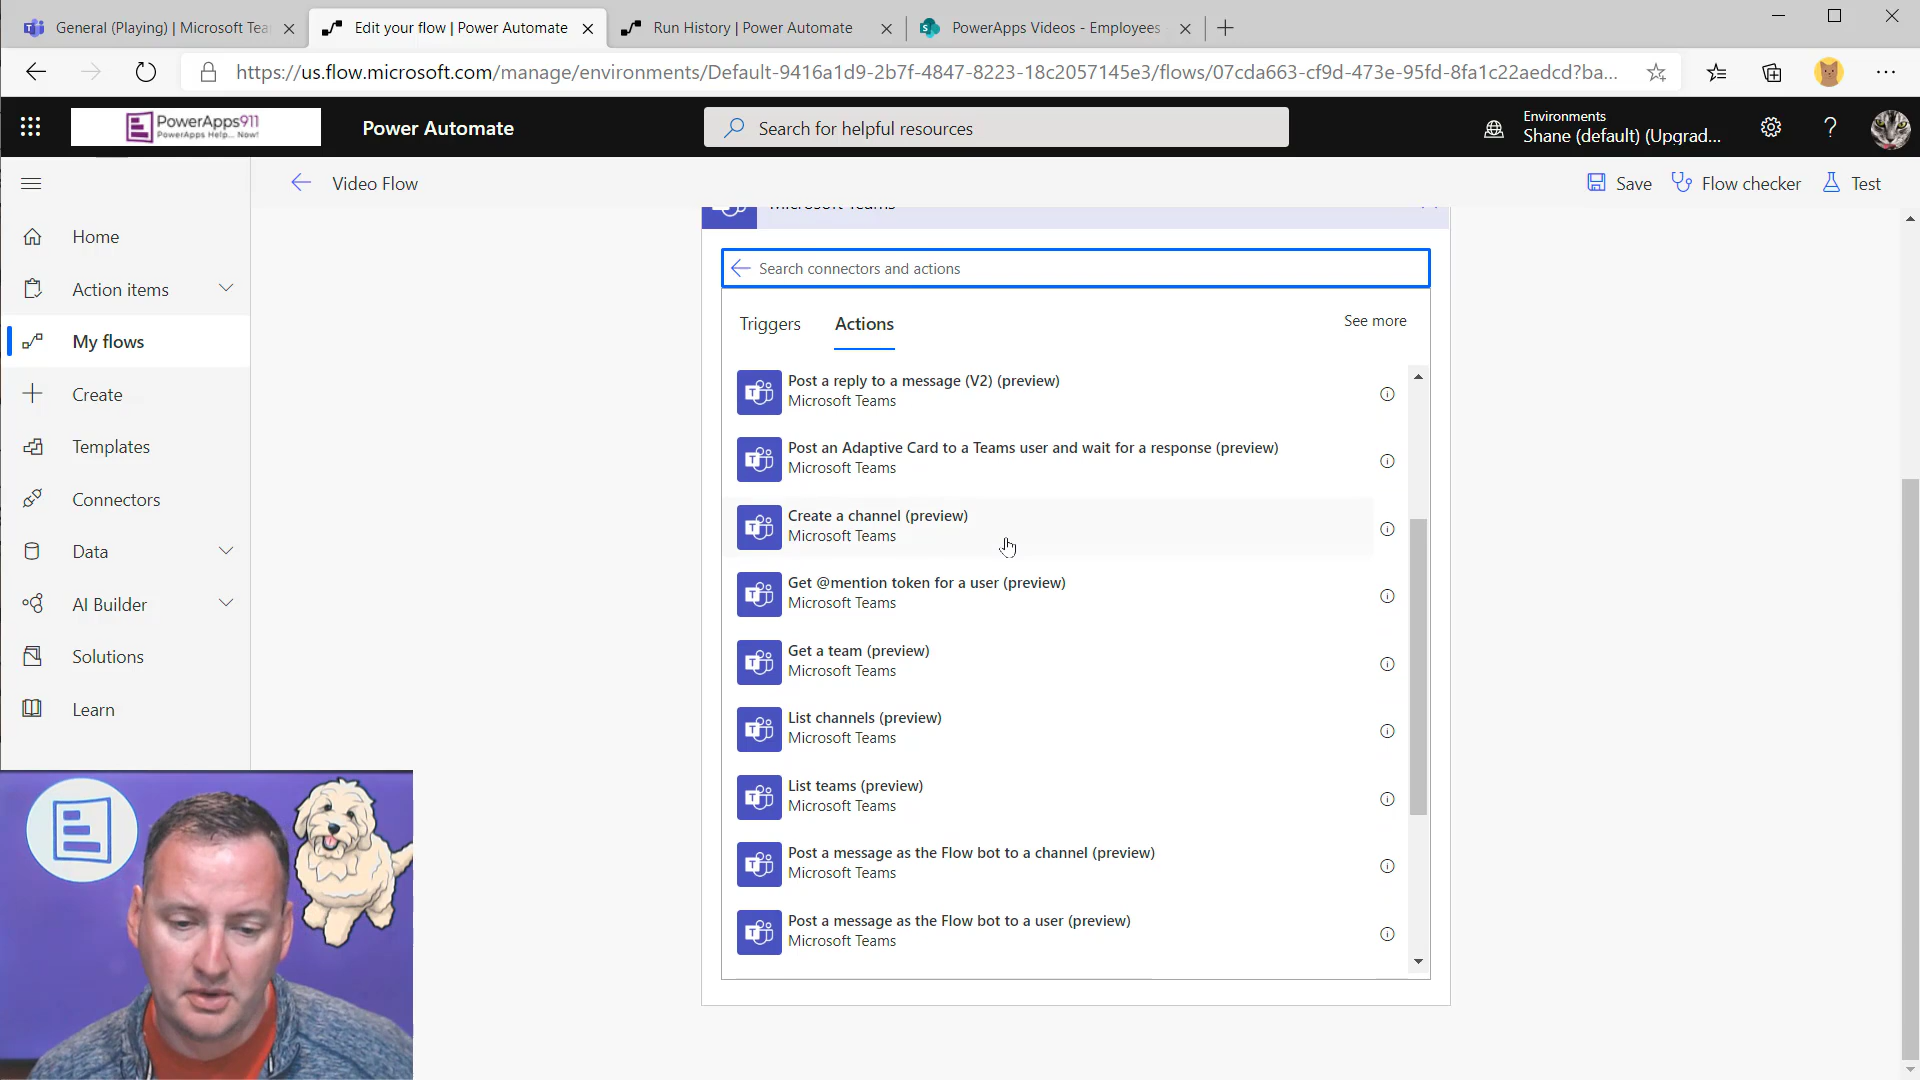 General (Playing) | Microsoft Tea
Edit your flow | Power Automate
Run History | Power Automate
PowerApps Videos - Employees
https://us.flow.microsoft.com/manage/environments/Default-9416a1d9-2b7f-4847-8223-18c2057145e3/flows/07cda663-cf9d-473e-95fd-8fa1c22aedcd?ba...
PowerApps911
PowerApps Help... Now!
Power Automate
Search for helpful resources
Environments
Shane (default) (Upgrad...
Video Flow
Save
Flow checker
Test
Home
Action items
My flows
Create
Templates
Connectors
Data
AI Builder
Solutions
Learn
Microsoft Teams
Search connectors and actions
Triggers
Actions
See more
Post a reply to a message (V2) (preview)
Microsoft Teams
Post an Adaptive Card to a Teams user and wait for a response (preview)
Microsoft Teams
Create a channel (preview)
Microsoft Teams
Get @mention token for a user (preview)
Microsoft Teams
Get a team (preview)
Microsoft Teams
List channels (preview)
Microsoft Teams
List teams (preview)
Microsoft Teams
Post a message as the Flow bot to a channel (preview)
Microsoft Teams
Post a message as the Flow bot to a user (preview)
Microsoft Teams